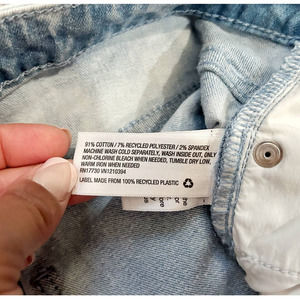 91% COTTON/ 7% RECYCLED POLYESTER / 2% SPANDEX
MACHINE WASH COLD SEPARATELY, WASH INSIDE OUT, ONLY
NON-CHLORINE BLEACH WHEN NEEDED, TUMBLE DRY LOW,
WARM IRON WHEN NEEDED.
RN17730 VN1210394
LABEL MADE FROM 100% RECYCLED PLASTIC